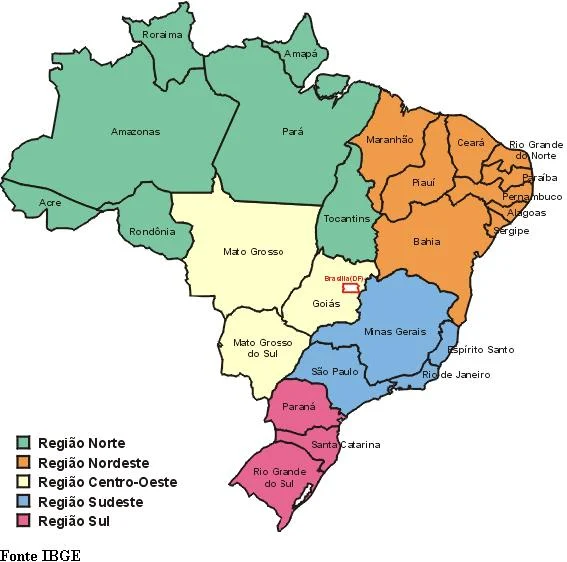 Roraima
Amapá
Amazonas
Pará
Maranhão
Ceará
Rio Grande
do Norte
Paraíba
Piauí
Pernambuco
Acre
Alagoas
Tocantins
Rondônia
Sergipe
Bahia
Mato Grosso
Brasília(DF)
Goiás
Minas Gerais
Mato Grosso
do Sul
Espírito Santo
São Paulo
Rio de Janeiro
Paraná
Santa Catarina
Rio Grande
do Sul
Região Norte
Região Nordeste
Região Centro-Oeste
Região Sudeste
Região Sul
Fonte IBGE